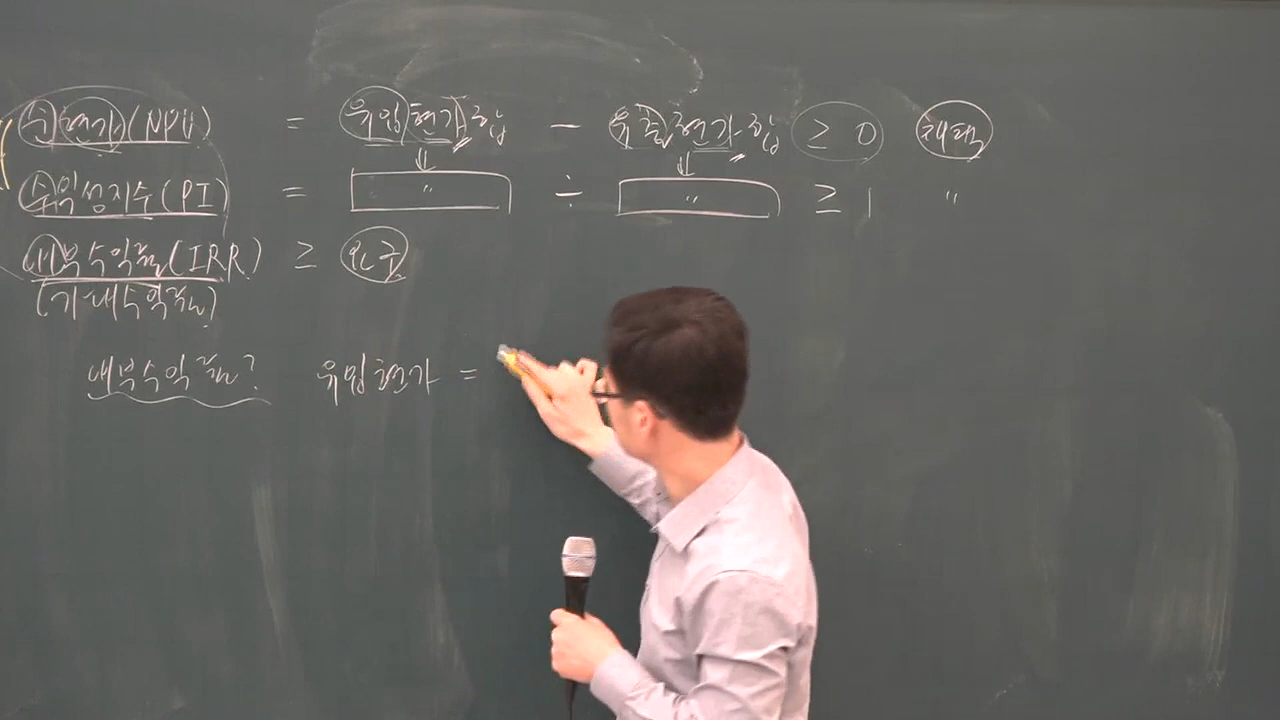 순현가(NPV) = 유입현가합 - 유출현가합 ≥ 0 채택
수익성지수(PI) = 〃 ÷ 〃 ≥ 1 〃
내부수익률(IRR) ≥ 요구
(기대수익률)
내부수익률? 유입현가 =